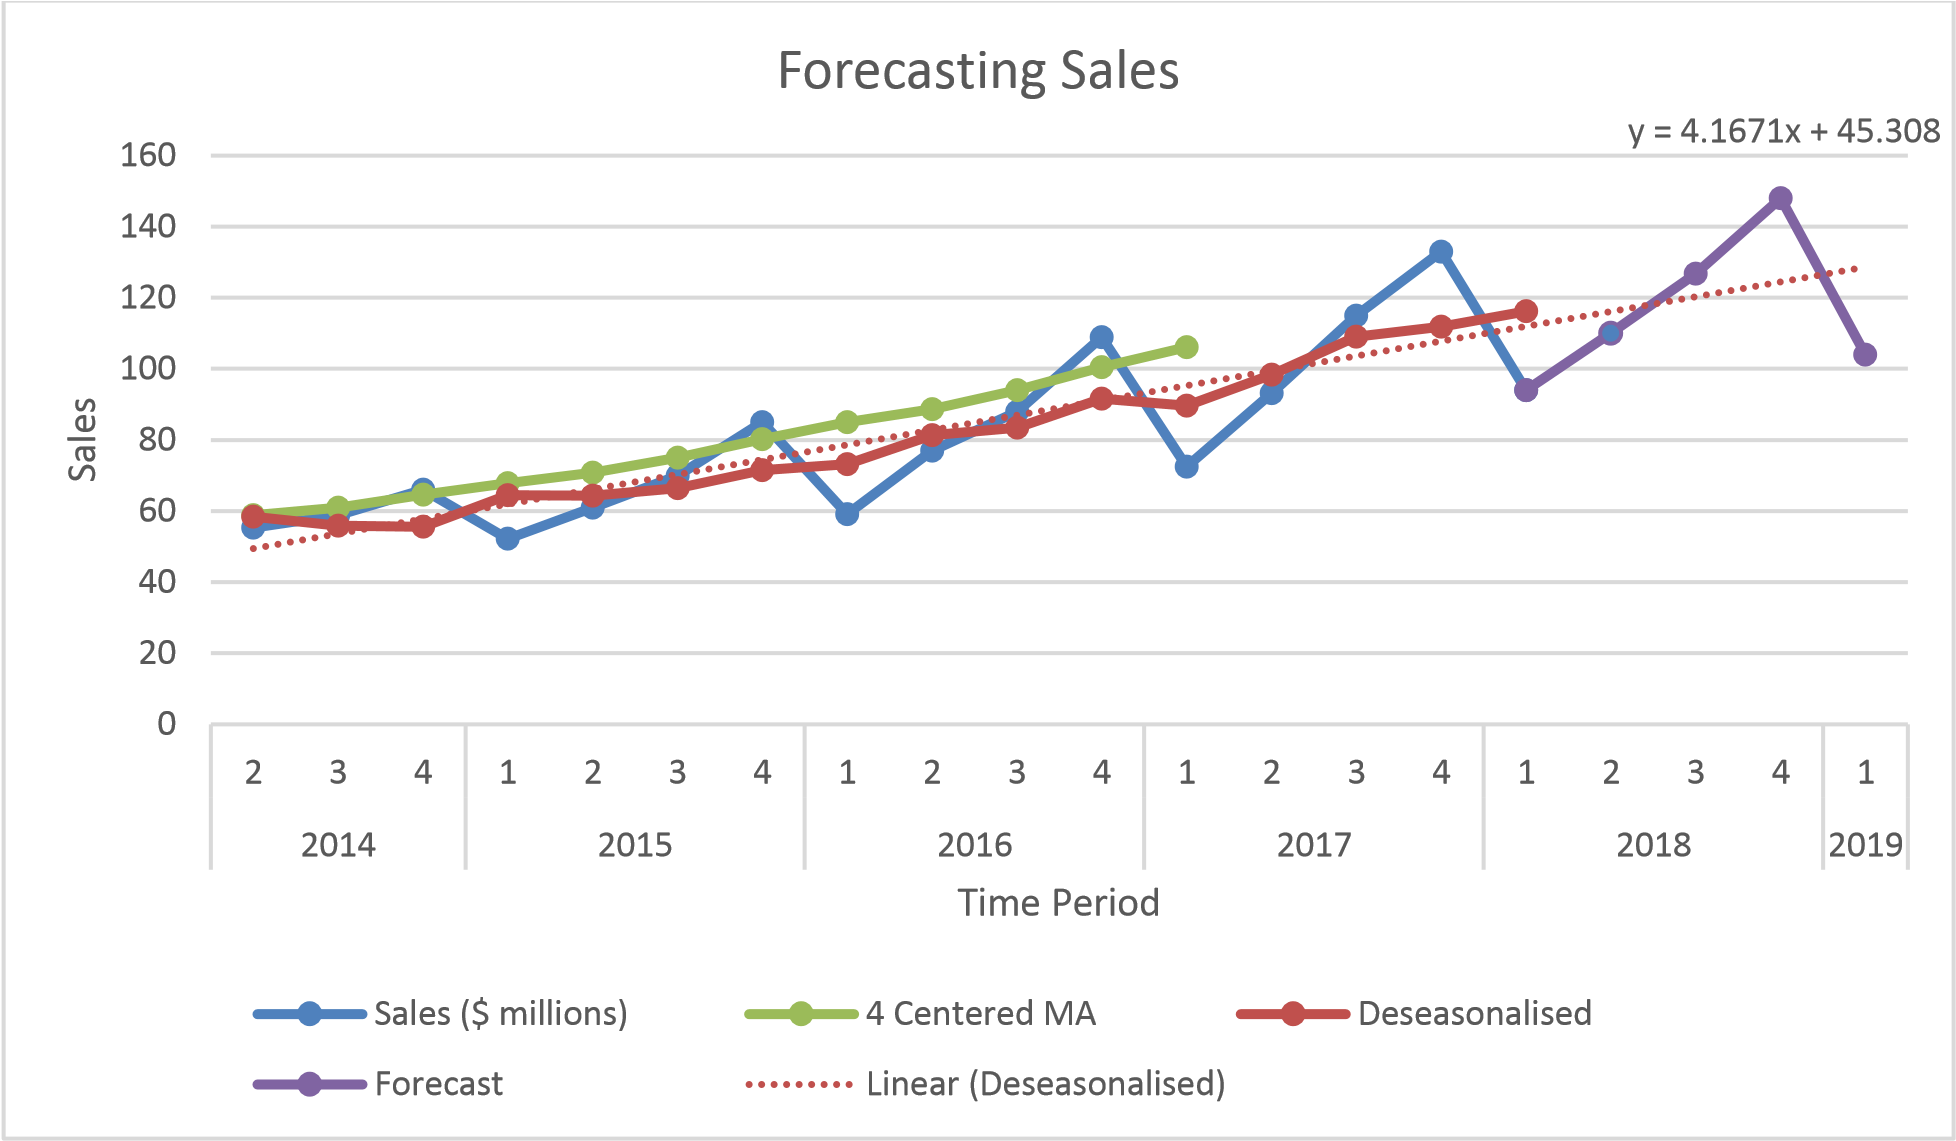 Forecasting Sales
y = 4.1671x + 45.308
160
140
120
100
80
60
40
20
0
Sales
2 3 4 1 2 3 4 1 2 3 4 1 2 3 4 1 2 3 4 1
2014 2015 2016 2017 2018 2019
Time Period
Sales ($ millions) 4 Centered MA Deseasonalised
Forecast Linear (Deseasonalised)